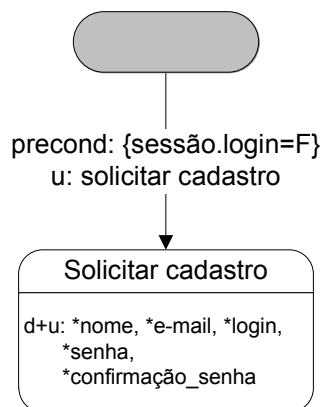 precond: {sessão.login=F}
u: solicitar cadastro
Solicitar cadastro
d+u: *nome, *e-mail, *login,
*senha,
*confirmação_senha